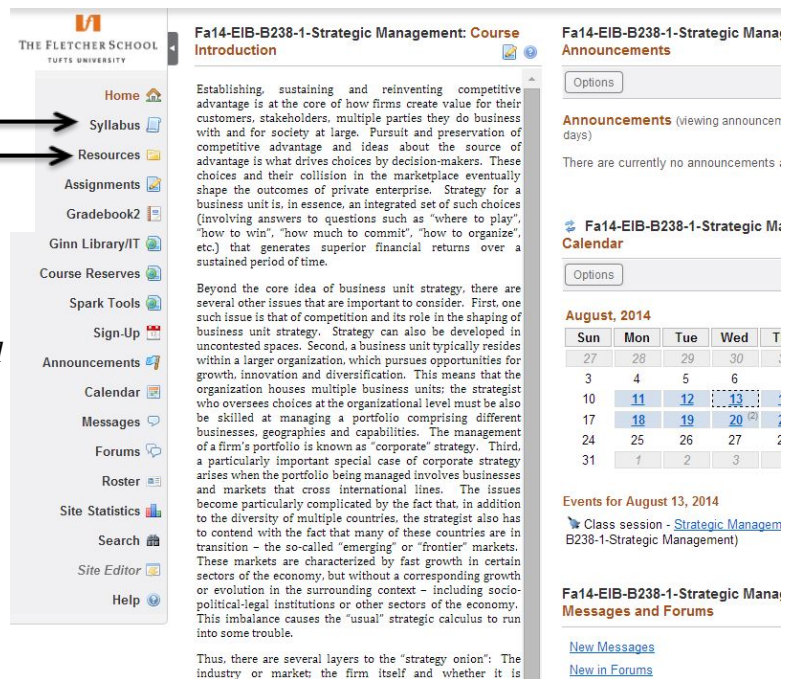 THE FLETCHER SCHOOL
TUFTS UNIVERSITY
Home
Syllabus
Resources
Assignments
Gradebook2
Ginn Library/IT
Course Reserves
Spark Tools
Sign-Up
Announcements
Calendar
Messages
Forums
Roster
Site Statistics
Search
Site Editor
Help
Fa14-EIB-B238-1-Strategic Management: Course
Introduction
Establishing, sustaining and reinventing competitive
advantage is at the core of how firms create value for their
customers, stakeholders, multiple parties they do business
with and for society at large. Pursuit and preservation of
competitive advantage and ideas about the source of
advantage is what drives choices by decision-makers. These
choices and their collision in the marketplace eventually
shape the outcomes of private enterprise. Strategy for a
business unit is, in essence, an integrated set of such choices
(involving answers to questions such as "where to play",
"how to win", "how much to commit", "how to organize",
etc.) that generates superior financial returns over a
sustained period of time.
Beyond the core idea of business unit strategy, there are
several other issues that are important to consider. First, one
such issue is that of competition and its role in the shaping of
business unit strategy. Strategy can also be developed in
uncontested spaces. Second, a business unit typically resides
within a larger organization, which pursues opportunities for
growth, innovation and diversification. This means that the
organization houses multiple business units; the strategist
who oversees choices at the organizational level must be also
be skilled at managing a portfolio comprising different
businesses, geographies and capabilities. The management
of a firm's portfolio is known as "corporate" strategy. Third,
a particularly important special case of corporate strategy
arises when the portfolio being managed involves businesses
and markets that cross international lines. The issues
become particularly complicated by the fact that, in addition
to the diversity of multiple countries, the strategist also has
to contend with the fact that many of these countries are in
transition – the so-called "emerging" or "frontier" markets.
These markets are characterized by fast growth in certain
sectors of the economy, but without a corresponding growth
or evolution in the surrounding context – including socio-
political-legal institutions or other sectors of the economy.
This imbalance causes the "usual" strategic calculus to run
into some trouble.
Thus, there are several layers to the "strategy onion": The
industry or market; the firm itself and whether it is
Fa14-EIB-B238-1-Strategic Mana
Announcements
Options
Announcements (viewing announcem
days)
There are currently no announcements
Fa14-EIB-B238-1-Strategic Ma
Calendar
Options
August, 2014
Sun Mon Tue Wed T
27 28 29 30
3 4 5 6
10 11 12 13
17 18 19 20 (2)
24 25 26 27
31 1 2 3
Events for August 13, 2014
Class session - Strategic Managem
B238-1-Strategic Management)
Fa14-EIB-B238-1-Strategic Mana
Messages and Forums
New Messages
New in Forums